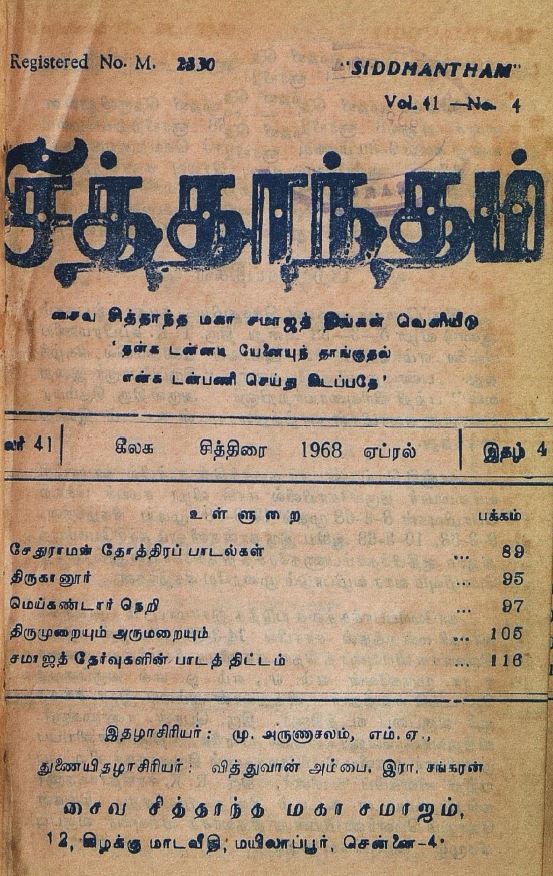 Registered No. M. 2330 "SIDDHANTHAM"
Vol. 41 —No. 4
சித்தாந்தம்
சைவ சித்தாந்த மகா சமாஜத் திங்கள் வெளியீடு
'தன்கடன்னடி யேனையுந் தாங்குதல்
என்கடன்பணி செய்து கிடப்பதே'
லர் 41 கீலக சித்திரை 1968 ஏப்ரல் இதழ் 4
உள்ளுறை பக்கம்
சேதுராமன் தோத்திரப் பாடல்கள் ... 89
திருகானூர் ... 95
மெய்கண்டார் நெறி ... 97
திருமுறையும் அருமறையும் ... 105
சமாஜத் தேர்வுகளின் பாடத் திட்டம் ... 116
இதழாசிரியர்: மு. அருணாசலம், எம்.ஏ.,
துணையிதழாசிரியர்: வித்துவான் அம்பை. இரா. சங்கரன்
சைவ சித்தாந்த மகா சமாஜம்,
12, கிழக்கு மாடவீதி, மயிலாப்பூர், சென்னை-4.